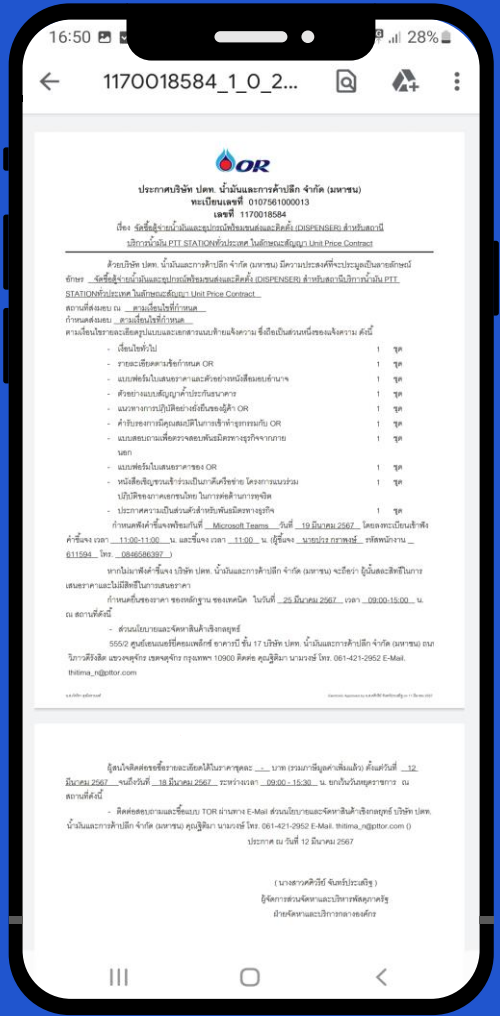 16:50
28%
1170018584_1_0_2...
OR
ประกาศบริษัท ปตท. น้ำมันและการค้าปลีก จำกัด (มหาชน)
ทะเบียนเลขที่ 0107561000013
เลขที่ 1170018584
เรื่อง จัดซื้อตู้จ่ายน้ำมันและอุปกรณ์พร้อมขนส่งและติดตั้ง (DISPENSER) สำหรับสถานี
บริการน้ำมัน PTT STATIONทั่วประเทศ ในลักษณะสัญญา Unit Price Contract
ด้วยบริษัท ปตท. น้ำมันและการค้าปลีก จำกัด (มหาชน) มีความประสงค์ที่จะประมูลเป็นลายลักษณ์
อักษร จัดซื้อตู้จ่ายน้ำมันและอุปกรณ์พร้อมขนส่งและติดตั้ง (DISPENSER) สำหรับสถานีบริการน้ำมัน PTT
STATIONทั่วประเทศ ในลักษณะสัญญา Unit Price Contract
สถานที่ส่งมอบ ณ ตามเงื่อนไขที่กำหนด
กำหนดส่งมอบ ตามเงื่อนไขที่กำหนด
ตามเงื่อนไขรายละเอียดรูปแบบและเอกสารแนบท้ายแจ้งความ ซึ่งถือเป็นส่วนหนึ่งของแจ้งความ ดังนี้
- เงื่อนไขทั่วไป 1 ชุด
- รายละเอียดตามข้อกำหนด OR 1 ชุด
- แบบฟอร์มใบเสนอราคาและตัวอย่างหนังสือมอบอำนาจ 1 ชุด
- ตัวอย่างแบบสัญญาค้ำประกันธนาคาร 1 ชุด
- แนวทางการปฏิบัติอย่างยั่งยืนของผู้ค้า OR 1 ชุด
- คำรับรองการมีคุณสมบัติในการเข้าทำธุรกรรมกับ OR 1 ชุด
- แบบสอบถามเพื่อตรวจสอบพันธมิตรทางธุรกิจจากภาย 1 ชุด
นอก
- แบบฟอร์มใบเสนอราคาของ OR 1 ชุด
- หนังสือเชิญชวนเข้าร่วมเป็นภาคีเครือข่าย โครงการแนวร่วม 1 ชุด
ปฏิบัติของภาคเอกชนไทย ในการต่อต้านการทุจริต
- ประกาศความเป็นส่วนตัวสำหรับพันธมิตรทางธุรกิจ 1 ชุด
กำหนดฟังคำชี้แจงพร้อมกันที่ Microsoft Teams วันที่ 19 มีนาคม 2567 โดยลงทะเบียนเข้าฟัง
คำชี้แจง เวลา 11:00-11:00 น. และชี้แจง เวลา 11:00 น. (ผู้ชี้แจง นายปวร กราพงษ์ รหัสพนักงาน
611594 โทร. 0846586397 )
หากไม่มาฟังคำชี้แจง บริษัท ปตท. น้ำมันและการค้าปลีก จำกัด (มหาชน) จะถือว่า ผู้นั้นสละสิทธิในการ
เสนอราคาและไม่มีสิทธิในการเสนอราคา
กำหนดยื่นซองราคา ซองหลักฐาน ซองเทคนิค ในวันที่ 25 มีนาคม 2567 เวลา 09:00-15:00 น.
ณ สถานที่ดังนี้
- ส่วนนโยบายและจัดหาสินค้าเชิงกลยุทธ์
555/2 ศูนย์เอนเนอร์ยี่คอมเพล็กซ์ อาคารบี ชั้น 17 บริษัท ปตท. น้ำมันและการค้าปลีก จำกัด (มหาชน) ถนน
วิภาวดีรังสิต แขวงจตุจักร เขตจตุจักร กรุงเทพฯ 10900 ติดต่อ คุณฐิติมา นามวงษ์ โทร. 061-421-2952 E-Mail.
thitima_n@pttor.com
ผู้สนใจติดต่อขอซื้อรายละเอียดได้ในราคาชุดละ - บาท (รวมภาษีมูลค่าเพิ่มแล้ว) ตั้งแต่วันที่ 12
มีนาคม 2567 จนถึงวันที่ 18 มีนาคม 2567 ระหว่างเวลา 09:00 - 15:30 น. ยกเว้นวันหยุดราชการ ณ
สถานที่ดังนี้
- ติดต่อสอบถามและซื้อแบบ TOR ผ่านทาง E-Mail ส่วนนโยบายและจัดหาสินค้าเชิงกลยุทธ์ บริษัท ปตท.
น้ำมันและการค้าปลีก จำกัด (มหาชน) คุณฐิติมา นามวงษ์ โทร. 061-421-2952 E-Mail. thitima_n@pttor.com ()
ประกาศ ณ วันที่ 12 มีนาคม 2567
( นางสาวศศิวรีย์ จันทร์ประเสริฐ )
ผู้จัดการส่วนจัดหาและบริหารพัสดุภาครัฐ
ฝ่ายจัดหาและบริการกลางองค์กร